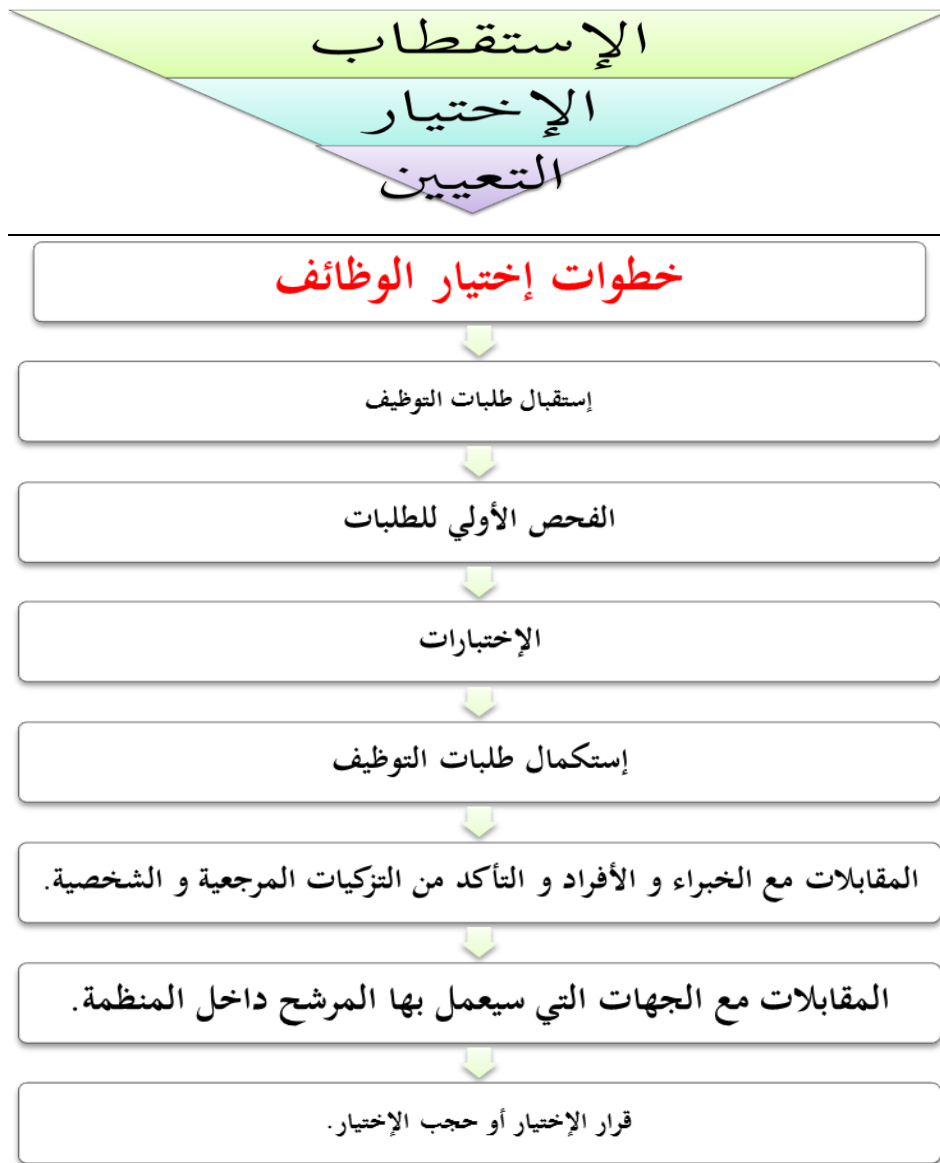 الإستقطاب
الإختيار
التعيين
خطوات إختيار الوظائف
إستقبال طلبات التوظيف
الفحص الأولي للطلبات
الإختبارات
إستكمال طلبات التوظيف
المقابلات مع الخبراء و الأفراد و التأكد من التزكيات المرجعية و الشخصية.
المقابلات مع الجهات التي سيعمل بها المرشح داخل المنظمة.
قرار الإختيار أو حجب الإختيار.